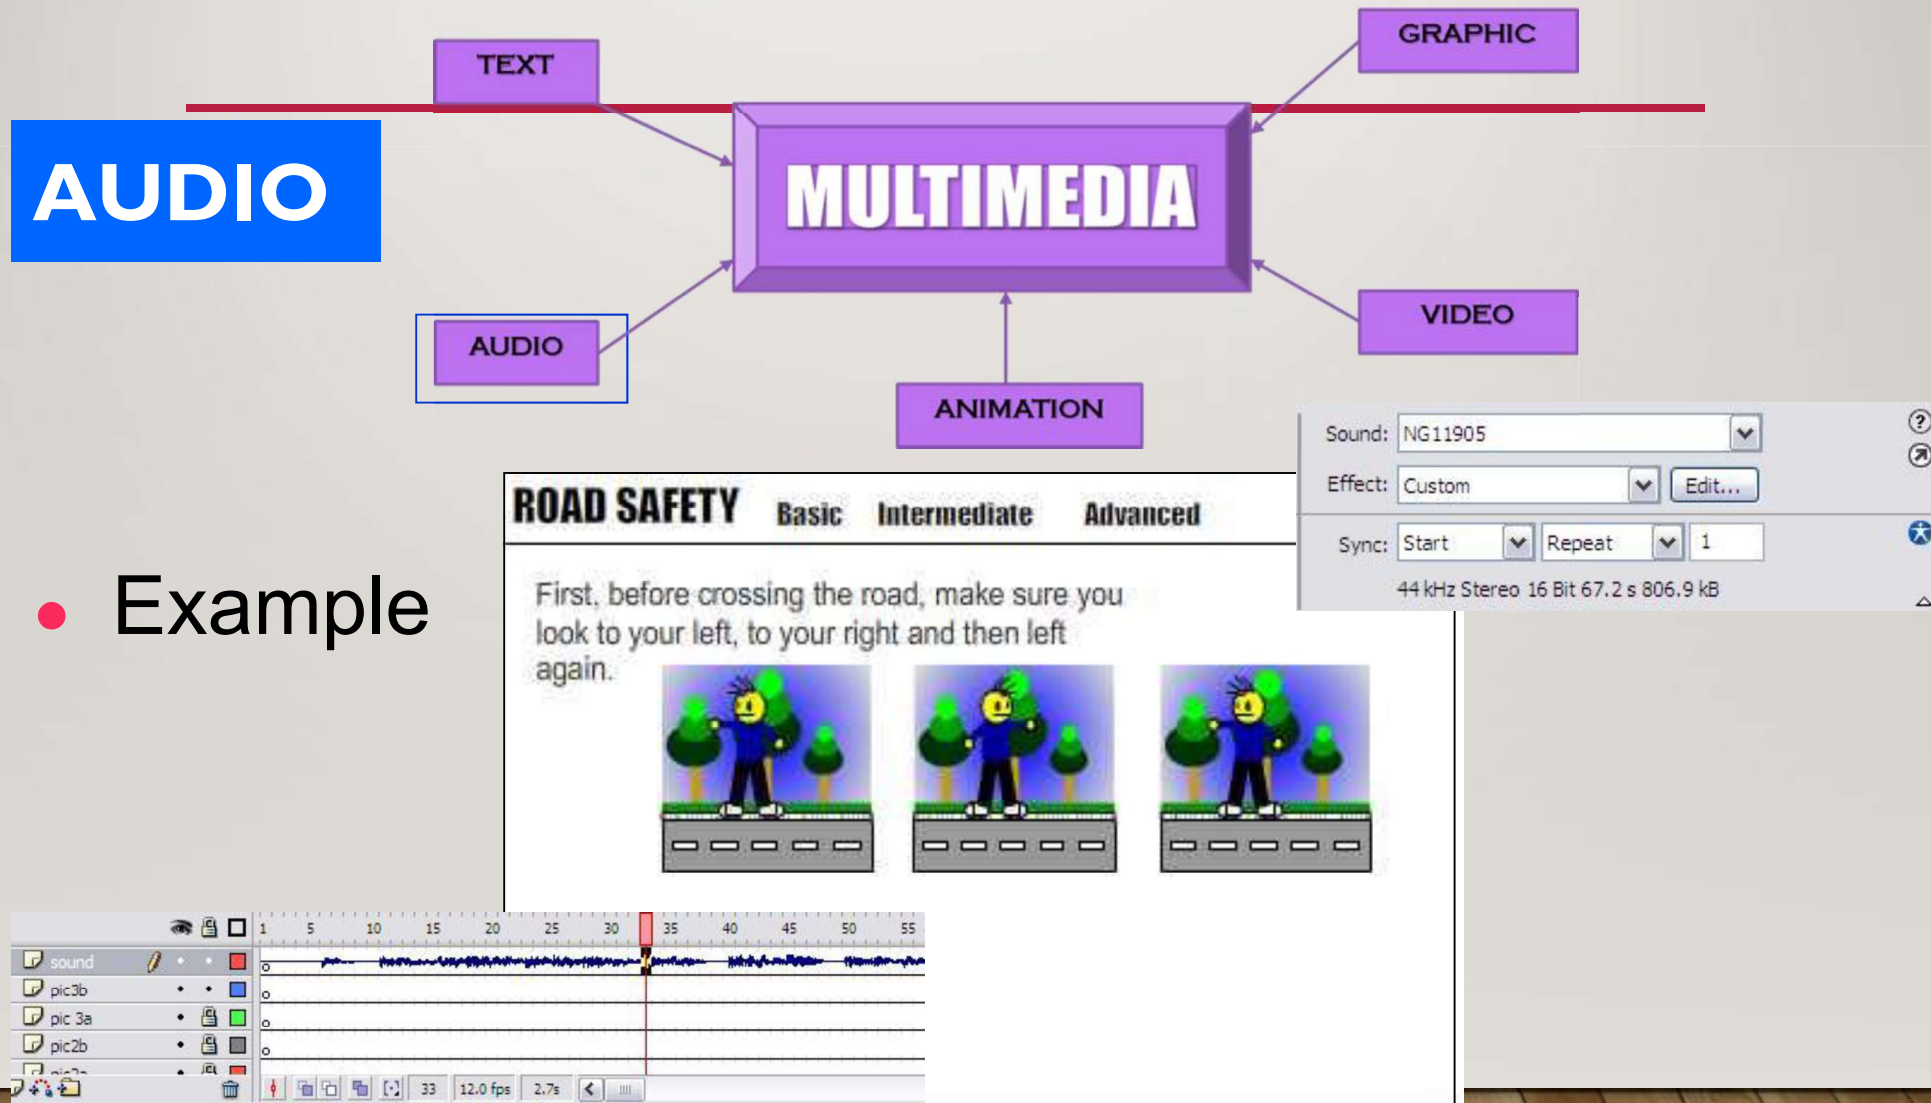 TEXT
GRAPHIC
AUDIO
MULTIMEDIA
AUDIO
VIDEO
ANIMATION
Sound: NG11905
Effect: Custom Edit...
Sync: Start Repeat 1
44 kHz Stereo 16 Bit 67.2 s 806.9 kB
ROAD SAFETY Basic Intermediate Advanced
• Example
First, before crossing the road, make sure you
look to your left, to your right and then left
again.
1 5 10 15 20 25 30 35 40 45 50 55
sound
pic3b
pic 3a
pic2b
33 12.0 fps 2.7s